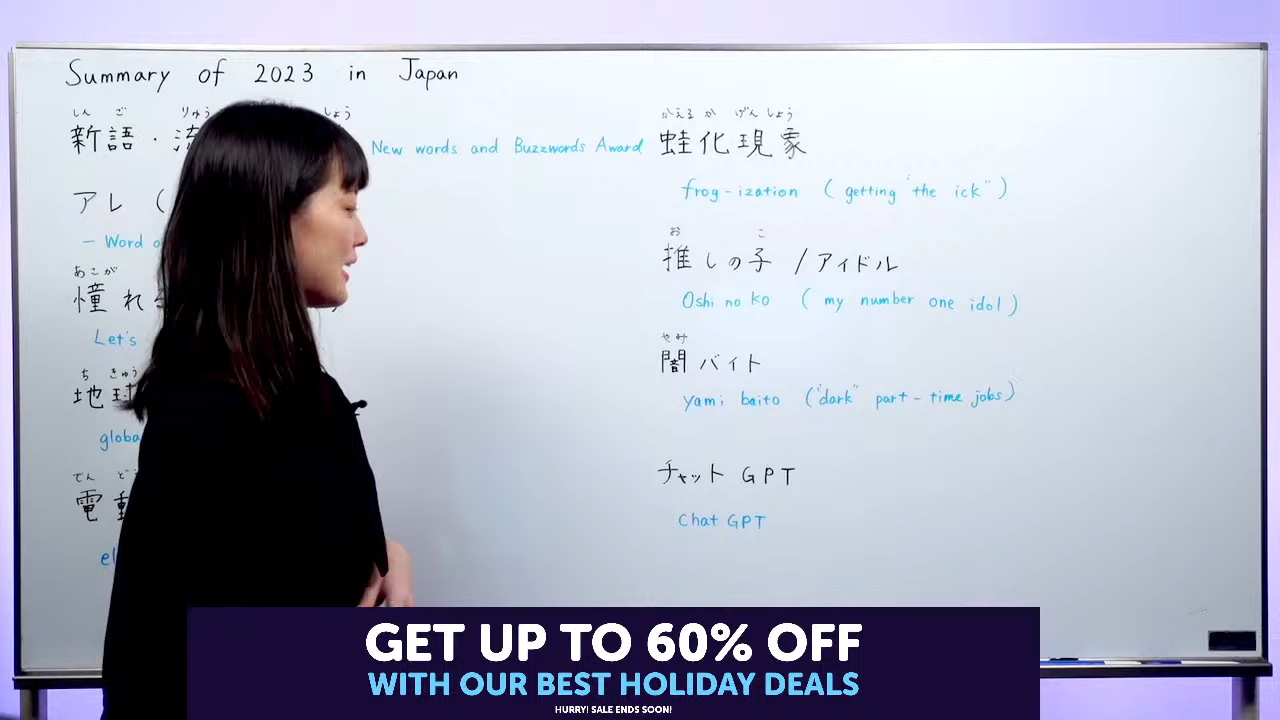 Summary of 2023 in Japan
しん ご りゅう しょう
新語・流
New words and Buzzwords Award
アレ (
- Word
あこが
憧れ
Let's
ち きゅう
地球
でん どう
電動
かえる か げん しょう
蛙化現象
frog-ization ( getting "the ick" )
お こ
推しの子 /アイドル
Oshi no ko ( my number one idol )
やみ
闇バイト
yami baito ("dark" part-time jobs)
チャット GPT
Chat GPT
GET UP TO 60% OFF
WITH OUR BEST HOLIDAY DEALS
HURRY! SALE ENDS SOON!